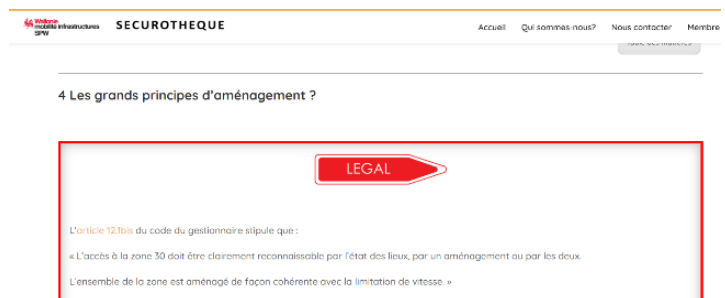 Wallonie
mobilité infrastructures
SPW
SECUROTHEQUE
Accueil Qui sommes-nous? Nous contacter Membre
Table des matières
4 Les grands principes d'aménagement ?
LEGAL
L'article 12.1bis du code du gestionnaire stipule que :
« L'accès à la zone 30 doit être clairement reconnaissable par l'état des lieux, par un aménagement ou par les deux.
L'ensemble de la zone est aménagé de façon cohérente avec la limitation de vitesse. »